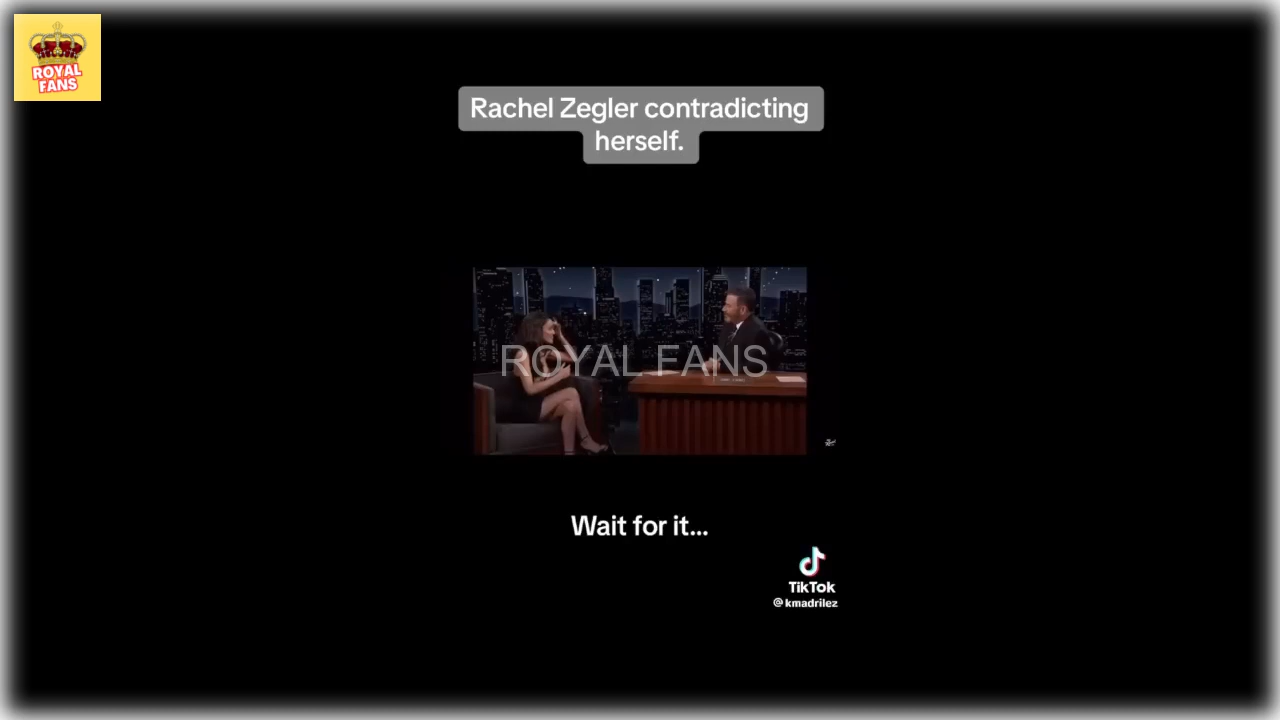 ROYAL
FANS
Rachel Zegler contradicting
herself.
ROYAL FANS
Wait for it...
TikTok
@kmadrilez